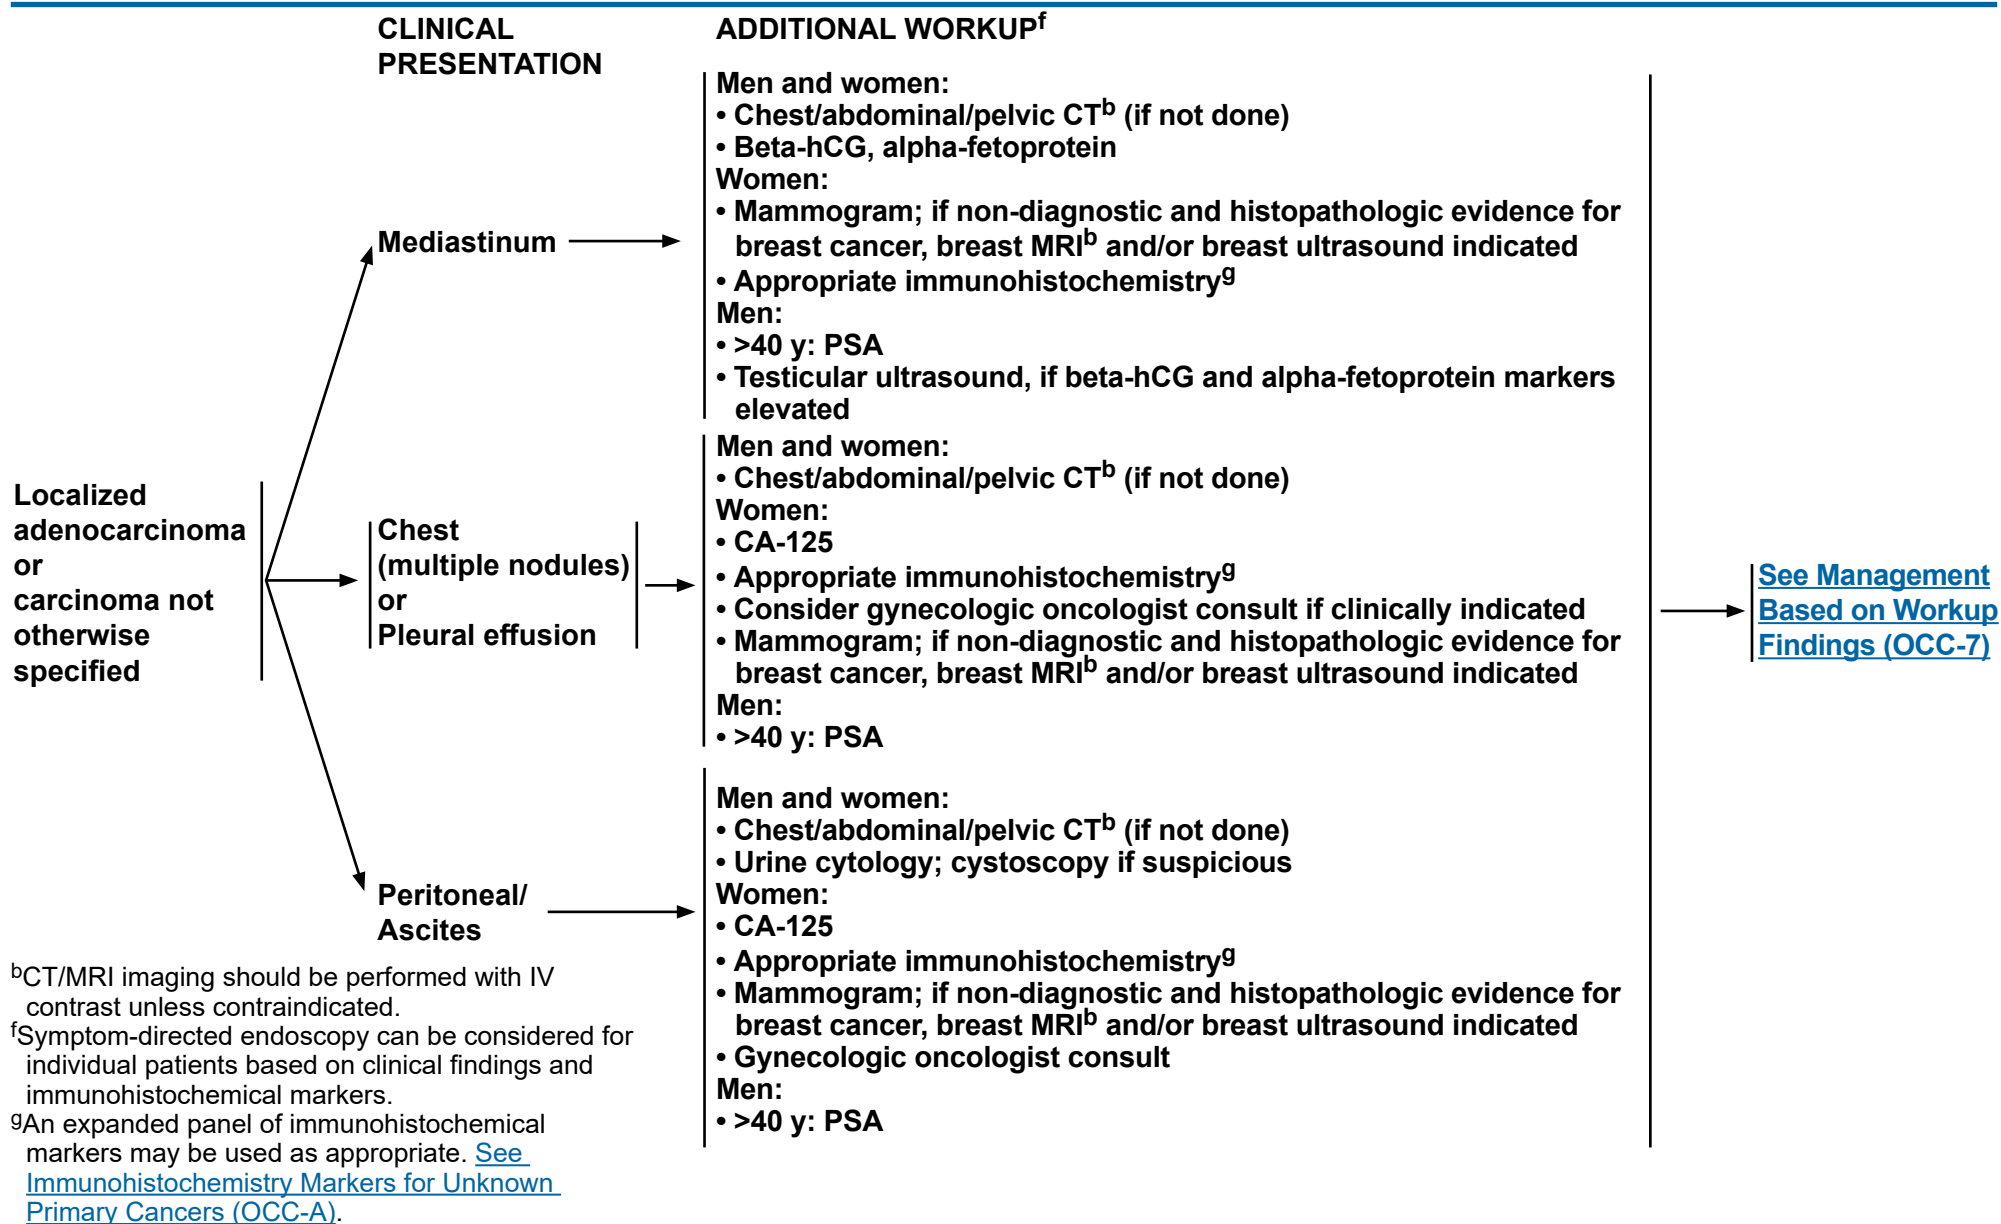 CLINICAL
PRESENTATION
ADDITIONAL WORKUPf
Localized
adenocarcinoma
or
carcinoma not
otherwise
specified
Mediastinum
Men and women:
• Chest/abdominal/pelvic CTb (if not done)
• Beta-hCG, alpha-fetoprotein
Women:
• Mammogram; if non-diagnostic and histopathologic evidence for
breast cancer, breast MRIb and/or breast ultrasound indicated
• Appropriate immunohistochemistryg
Men:
• >40 y: PSA
• Testicular ultrasound, if beta-hCG and alpha-fetoprotein markers
elevated
Chest
(multiple nodules)
or
Pleural effusion
Men and women:
• Chest/abdominal/pelvic CTb (if not done)
Women:
• CA-125
• Appropriate immunohistochemistryg
• Consider gynecologic oncologist consult if clinically indicated
• Mammogram; if non-diagnostic and histopathologic evidence for
breast cancer, breast MRIb and/or breast ultrasound indicated
Men:
• >40 y: PSA
Peritoneal/
Ascites
Men and women:
• Chest/abdominal/pelvic CTb (if not done)
• Urine cytology; cystoscopy if suspicious
Women:
• CA-125
• Appropriate immunohistochemistryg
• Mammogram; if non-diagnostic and histopathologic evidence for
breast cancer, breast MRIb and/or breast ultrasound indicated
• Gynecologic oncologist consult
Men:
• >40 y: PSA
See Management
Based on Workup
Findings (OCC-7)
bCT/MRI imaging should be performed with IV
contrast unless contraindicated.
fSymptom-directed endoscopy can be considered for
individual patients based on clinical findings and
immunohistochemical markers.
gAn expanded panel of immunohistochemical
markers may be used as appropriate. See
Immunohistochemistry Markers for Unknown
Primary Cancers (OCC-A).